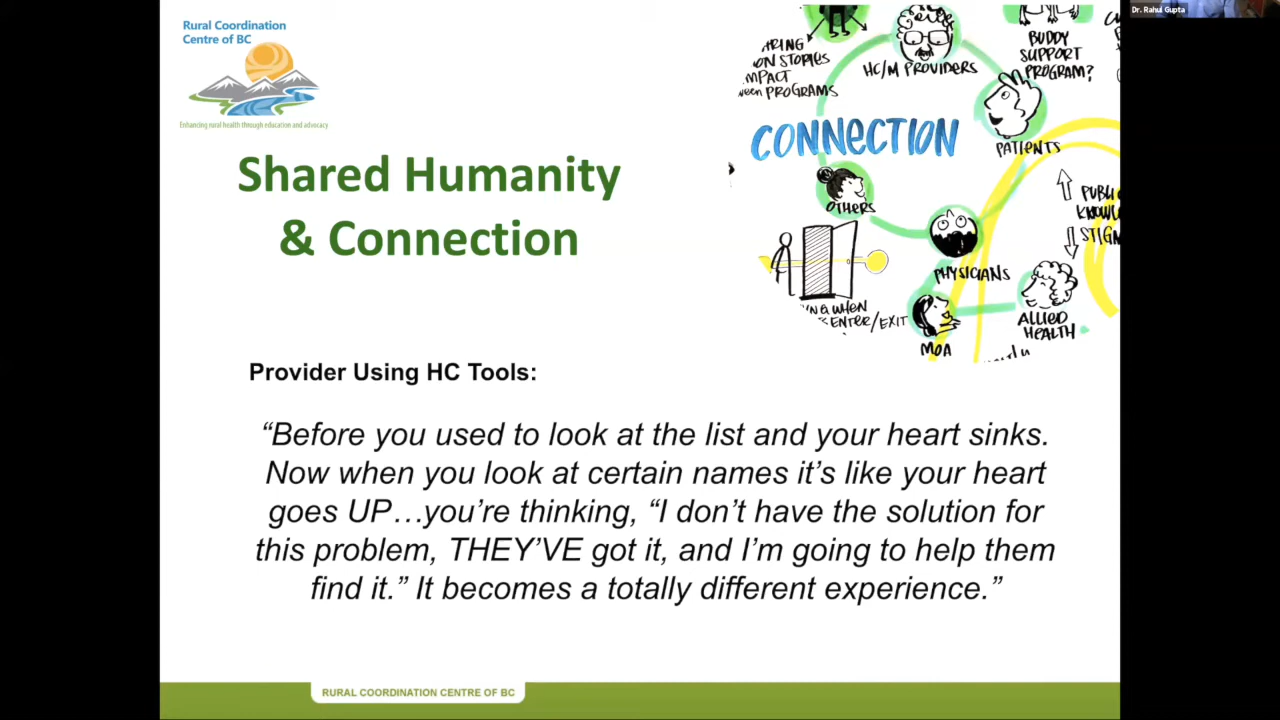 Dr. Rahul Gupta
Rural Coordination
Centre of BC
Enhancing rural health through education and advocacy
Shared Humanity
& Connection
STORIES
PROGRAMS
HC/M PROVIDERS
BUDDY
SUPPORT
PROGRAM?
CONNECTION
PATIENTS
OTHERS
PHYSICIANS
WHEN
ENTER/EXIT
ALLIED
HEALTH
MOA
Provider Using HC Tools:
“Before you used to look at the list and your heart sinks.
Now when you look at certain names it’s like your heart
goes UP…you’re thinking, “I don’t have the solution for
this problem, THEY’VE got it, and I’m going to help them
find it.” It becomes a totally different experience.”
RURAL COORDINATION CENTRE OF BC